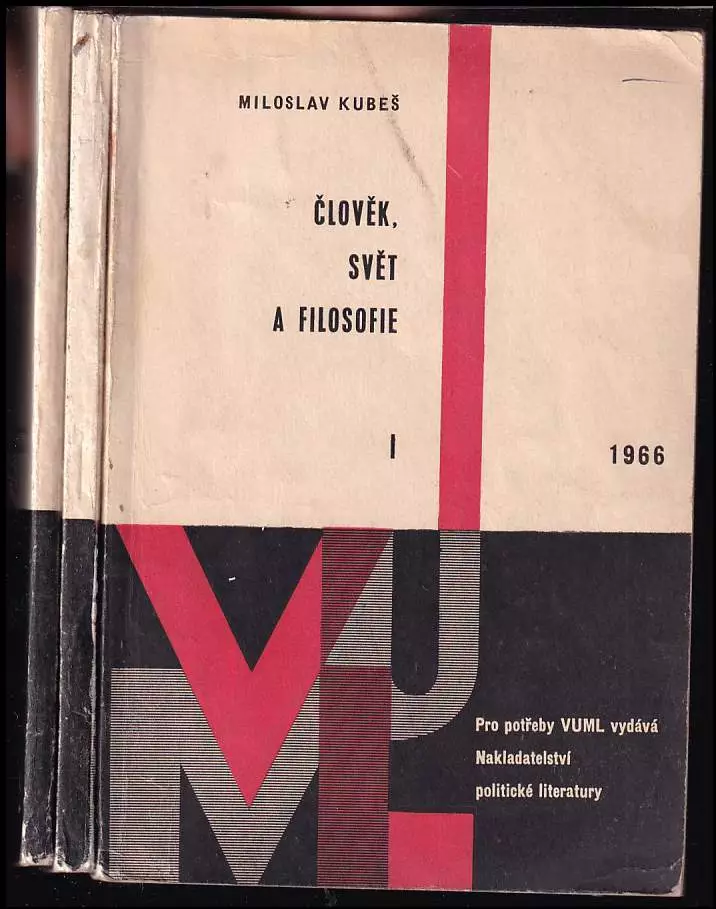 MILOSLAV KUBEŠ
ČLOVĚK,
SVĚT
A FILOSOFIE
I
1966
VUML
Pro potřeby VUML vydává
Nakladatelství
politické literatury